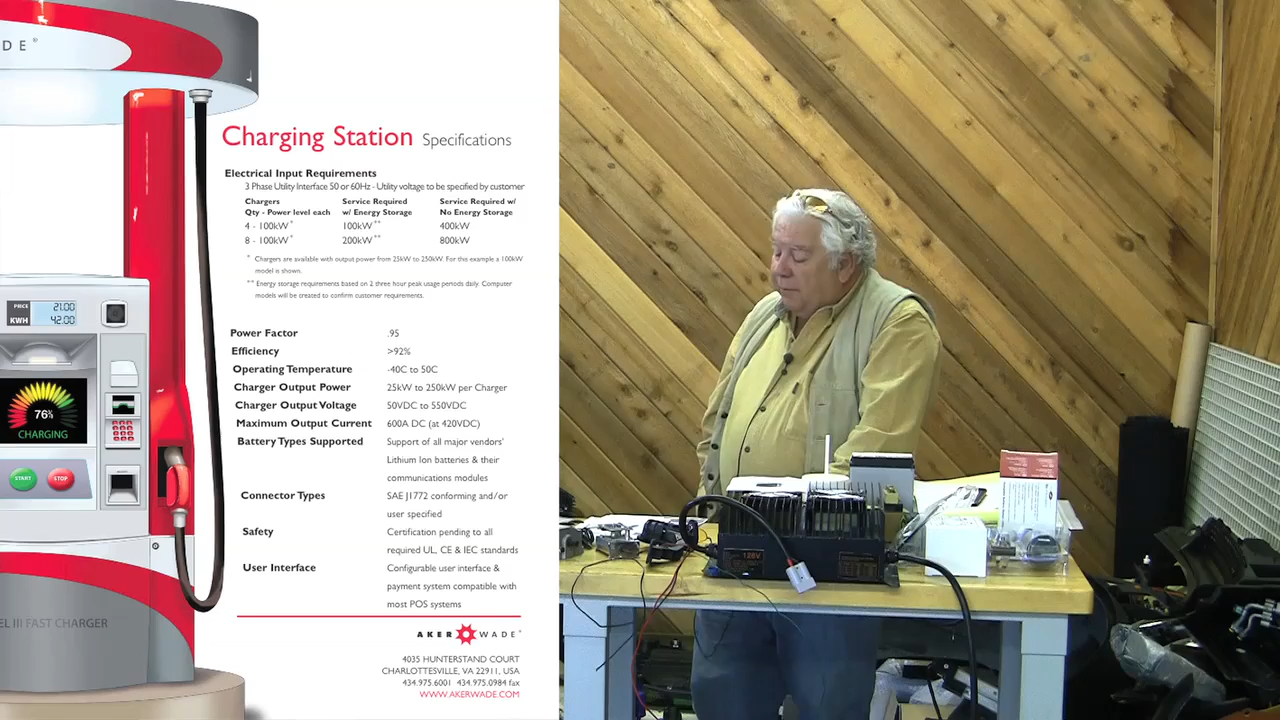 ADE®
Charging Station Specifications
Electrical Input Requirements
3 Phase Utility Interface 50 or 60Hz - Utility voltage to be specified by customer
Chargers Service Required Service Required w/
Qty - Power level each w/ Energy Storage No Energy Storage
4 - 100kW* 100kW** 400kW
8 - 100kW* 200kW** 800kW
* Chargers are available with output power from 25kW to 250kW. For this example a 100kW
model is shown.
** Energy storage requirements based on 2 three hour peak usage periods daily. Computer
models will be created to confirm customer requirements.
PRICE 21.00
KWH 42.00
Power Factor .95
Efficiency >92%
Operating Temperature -40C to 50C
Charger Output Power 25kW to 250kW per Charger
Charger Output Voltage 50VDC to 550VDC
Maximum Output Current 600A DC (at 420VDC)
Battery Types Supported Support of all major vendors'
Lithium Ion batteries & their
communications modules
76%
CHARGING
START STOP
Connector Types SAE J1772 conforming and/or
user specified
Safety Certification pending to all
required UL, CE & IEC standards
User Interface Configurable user interface &
payment system compatible with
most POS systems
EL III FAST CHARGER
AKER WADE®
4035 HUNTERSTAND COURT
CHARLOTTESVILLE, VA 22911, USA
434.975.6001 434.975.0984 fax
WWW.AKERWADE.COM